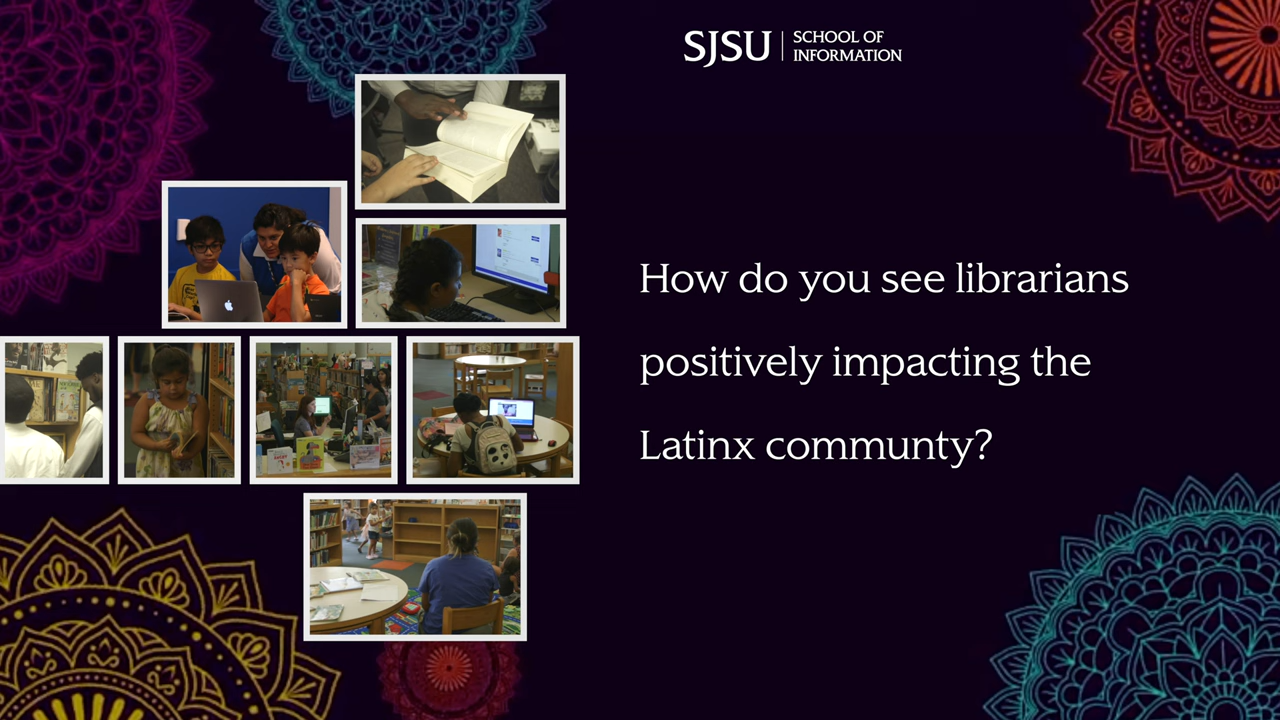 SJSU
SCHOOL OF
INFORMATION
How do you see librarians
positively impacting the
Latinx communty?